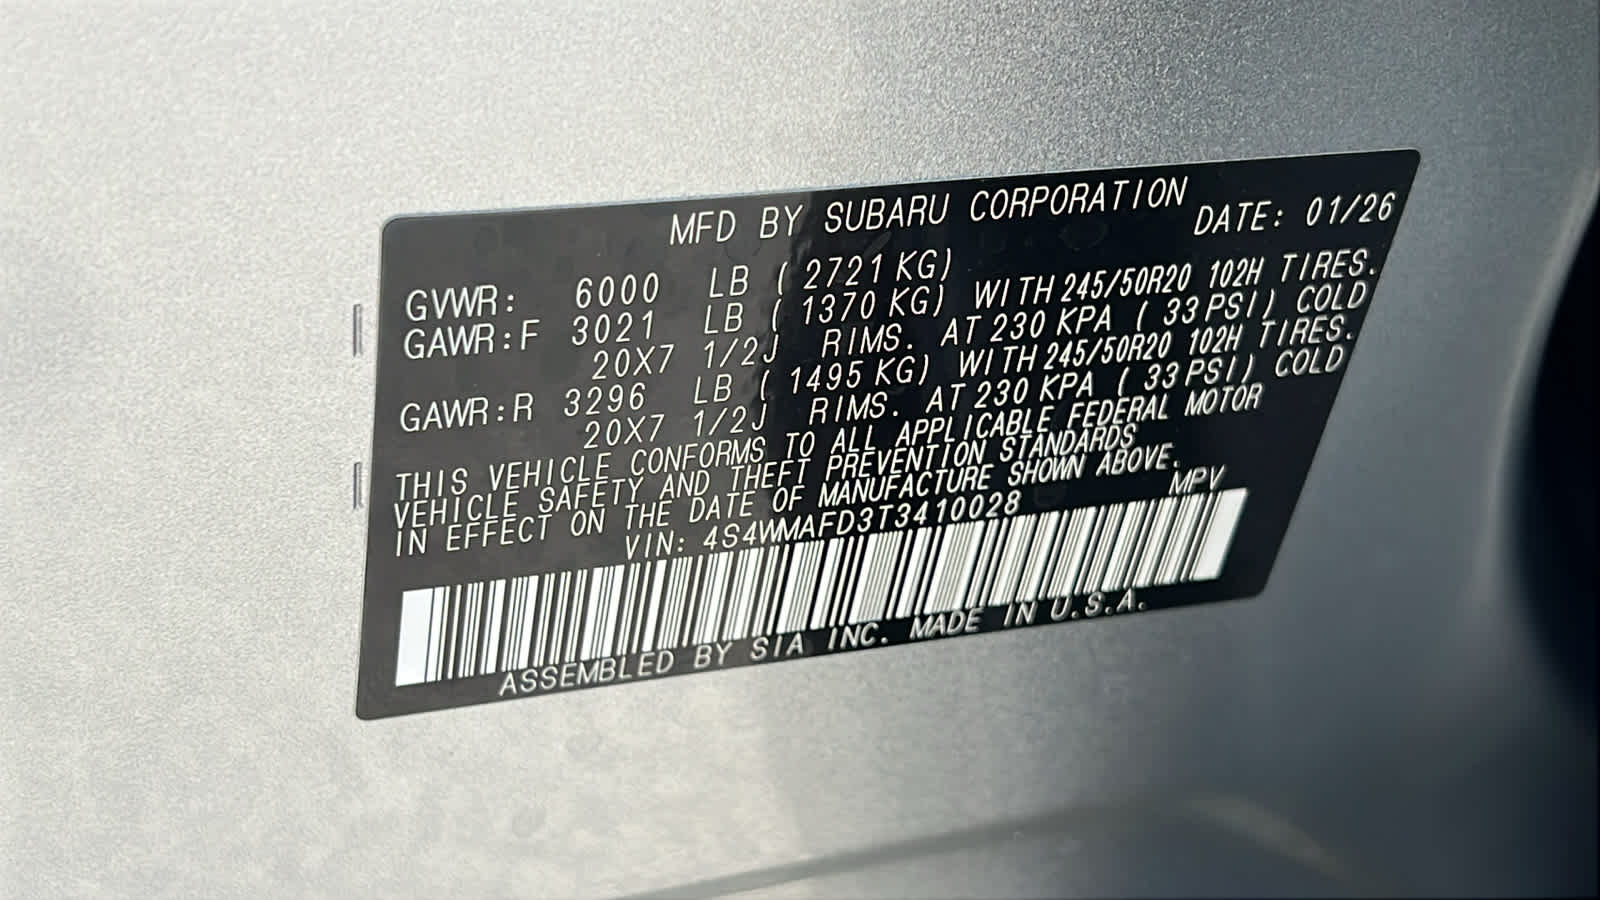 MFD BY SUBARU CORPORATION DATE: 01/26
GVWR: 6000 LB ( 2721 KG)
GAWR:F 3021 LB ( 1370 KG) WITH 245/50R20 102H TIRES.
20X7 1/2J RIMS. AT 230 KPA ( 33 PSI) COLD
GAWR:R 3296 LB ( 1495 KG) WITH 245/50R20 102H TIRES.
20X7 1/2J RIMS. AT 230 KPA ( 33 PSI) COLD
THIS VEHICLE CONFORMS TO ALL APPLICABLE FEDERAL MOTOR
VEHICLE SAFETY AND THEFT PREVENTION STANDARDS
IN EFFECT ON THE DATE OF MANUFACTURE SHOWN ABOVE.
VIN: 4S4WMAFD3T3410028 MPV
ASSEMBLED BY SIA INC. MADE IN U.S.A.